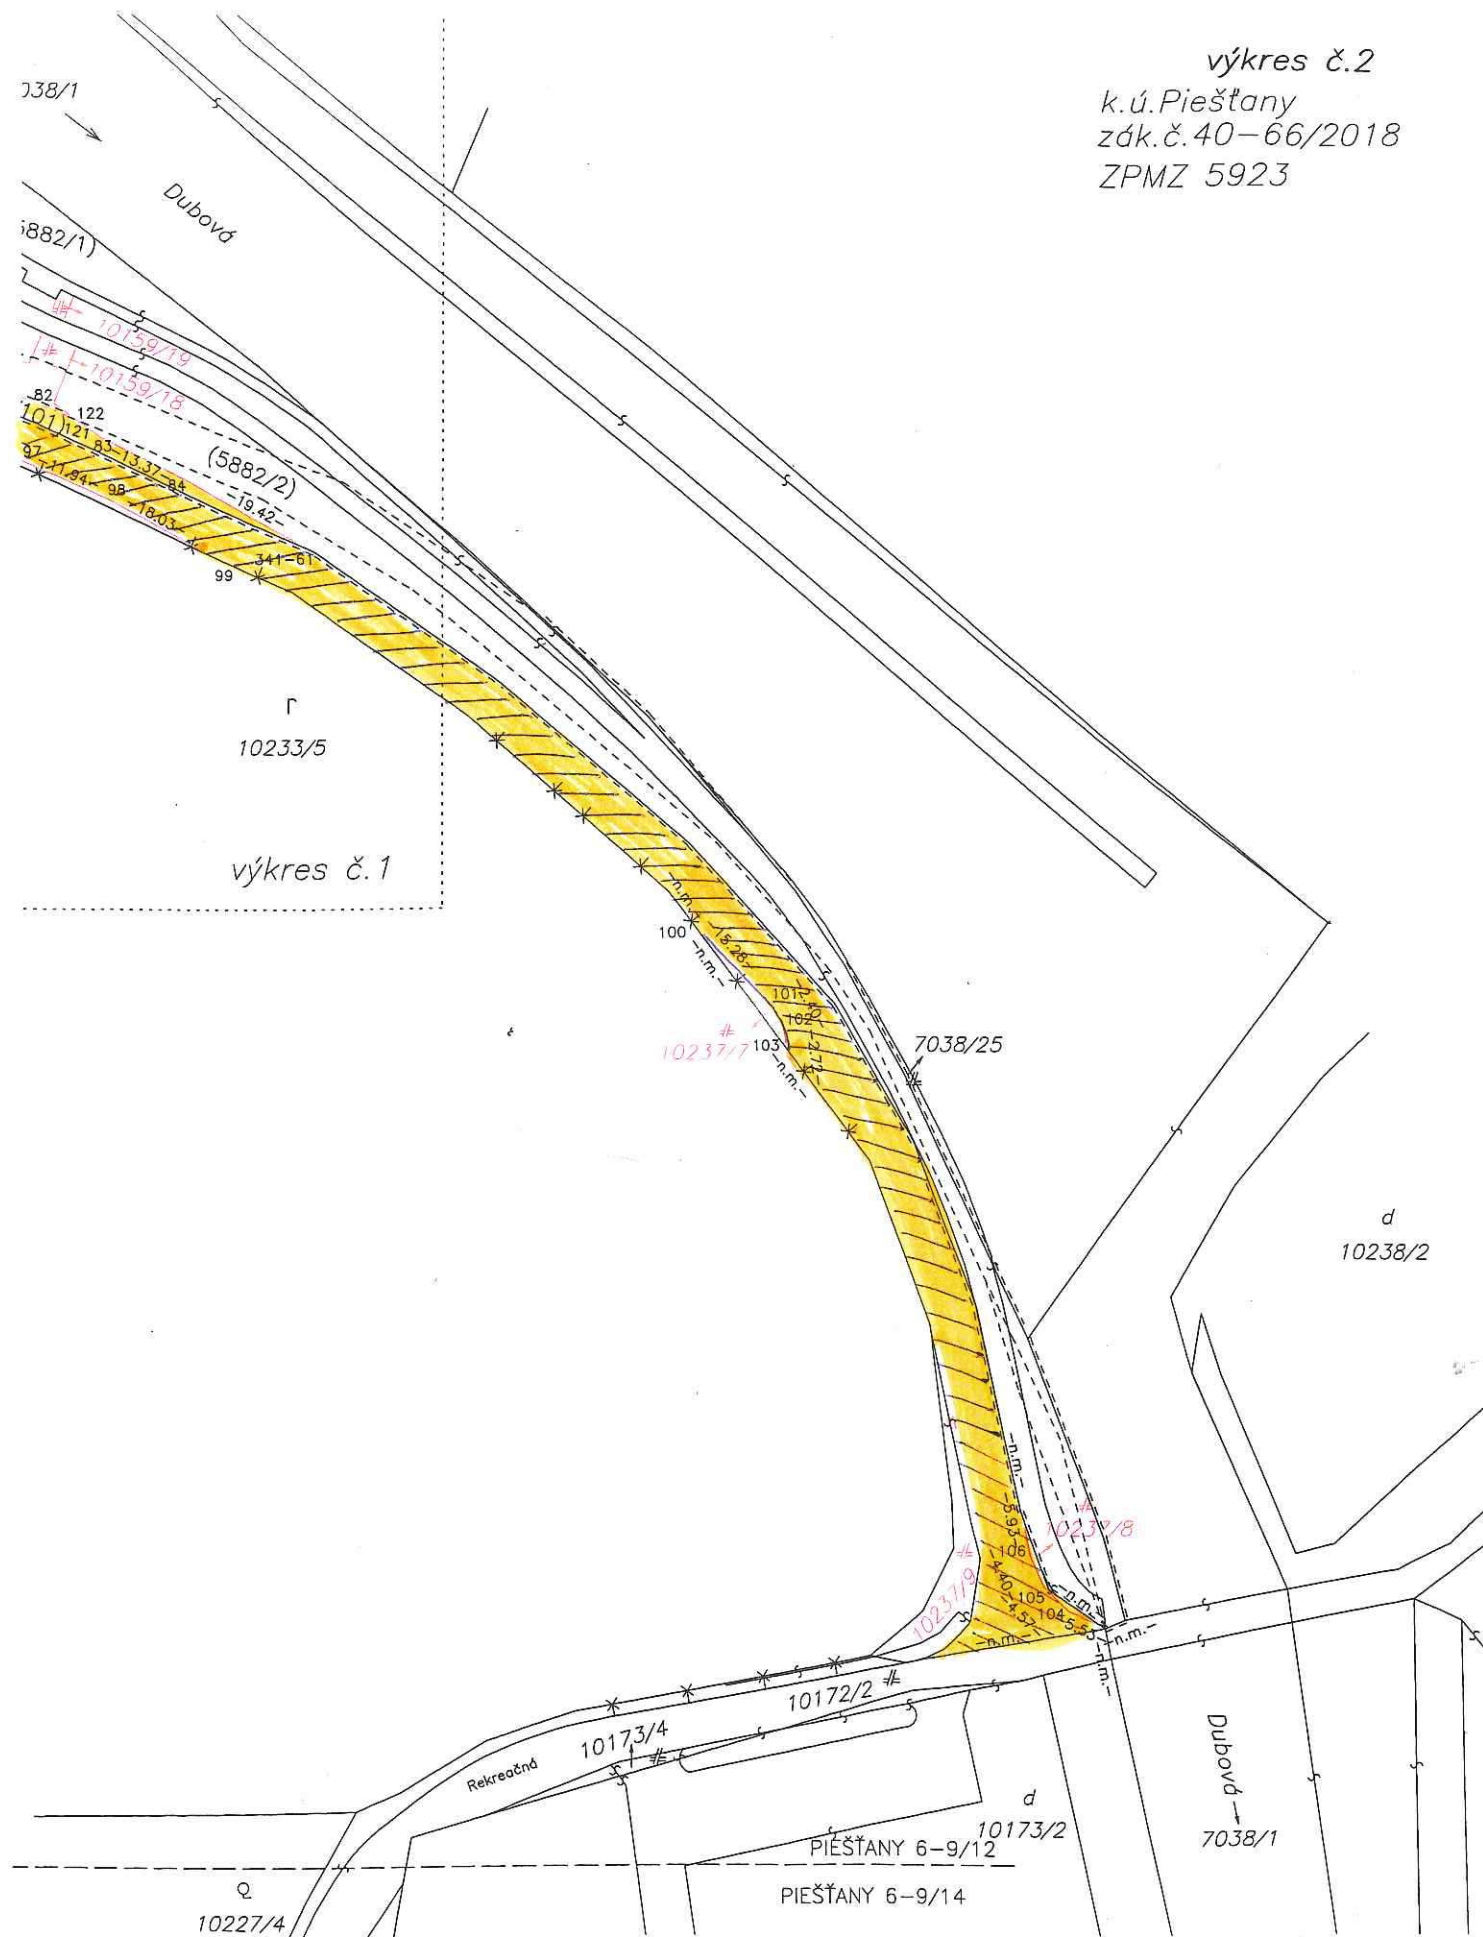 výkres č.2
k.ú.Piešťany
zák.č.40-66/2018
ZPMZ 5923
7038/1
Dubová
5882/1)
10159/19
10159/18
82
122
101)
121
83-13.37-84
(5882/2)
97
-11.94-
98
-19.42-
-18.03-
341-61
99
r
10233/5
výkres č.1
-n.m.-
100
-15.28-
-n.m.-
101
-2.40-
102
10237/7
103
-2.72-
-n.m.-
7038/25
d
10238/2
-n.m.-
-5.93-
10237/8
106
10237/9
-4.40-
105
-n.m.-
-4.57-
104
-5.55-
-n.m.-
-n.m.-
-n.m.-
10172/2
10173/4
Rekreačná
Dubová
d
10173/2
7038/1
PIEŠŤANY 6-9/12
PIEŠŤANY 6-9/14
10227/4